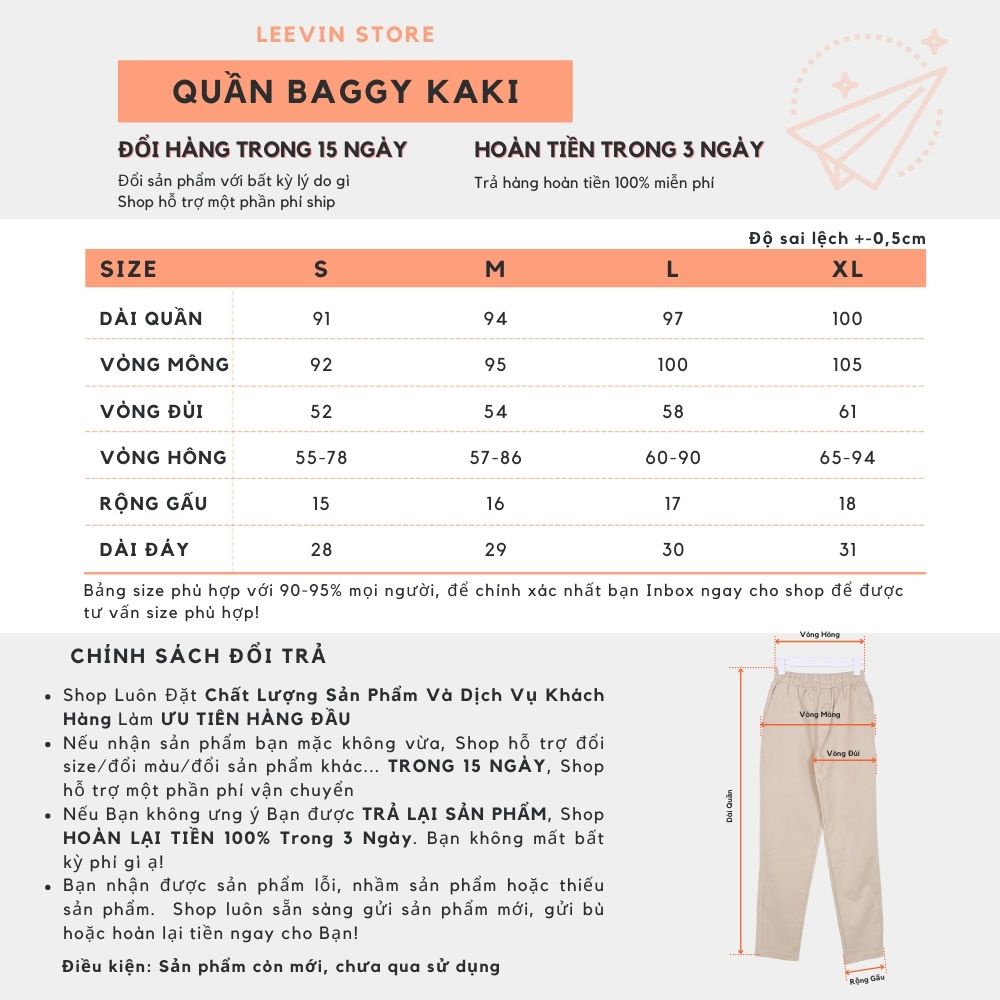 LEEVIN STORE
QUẦN BAGGY KAKI
ĐỔI HÀNG TRONG 15 NGÀY
Đổi sản phẩm với bất kỳ lý do gì
Shop hỗ trợ một phần phí ship
HOÀN TIỀN TRONG 3 NGÀY
Trả hàng hoàn tiền 100% miễn phí
Độ sai lệch +-0,5cm
SIZE S M L XL
DÀI QUẦN 91 94 97 100
VÒNG MÔNG 92 95 100 105
VÒNG ĐÙI 52 54 58 61
VÒNG HÔNG 55-78 57-86 60-90 65-94
RỘNG GẤU 15 16 17 18
DÀI ĐÁY 28 29 30 31
Bảng size phù hợp với 90-95% mọi người, để chính xác nhất bạn Inbox ngay cho shop để được
tư vấn size phù hợp!
CHÍNH SÁCH ĐỔI TRẢ
• Shop Luôn Đặt Chất Lượng Sản Phẩm Và Dịch Vụ Khách
Hàng Làm ƯU TIÊN HÀNG ĐẦU
• Nếu nhận sản phẩm bạn mặc không vừa, Shop hỗ trợ đổi
size/đổi màu/đổi sản phẩm khác... TRONG 15 NGÀY, Shop
hỗ trợ một phần phí vận chuyển
• Nếu Bạn không ưng ý Bạn được TRẢ LẠI SẢN PHẨM, Shop
HOÀN LẠI TIỀN 100% Trong 3 Ngày. Bạn không mất bất
kỳ phí gì ạ!
• Bạn nhận được sản phẩm lỗi, nhầm sản phẩm hoặc thiếu
sản phẩm. Shop luôn sẵn sàng gửi sản phẩm mới, gửi bù
hoặc hoàn lại tiền ngay cho Bạn!
Điều kiện: Sản phẩm còn mới, chưa qua sử dụng
Vòng Hông
Vòng Mông
Vòng Đùi
Dài Quần
Rộng Gấu